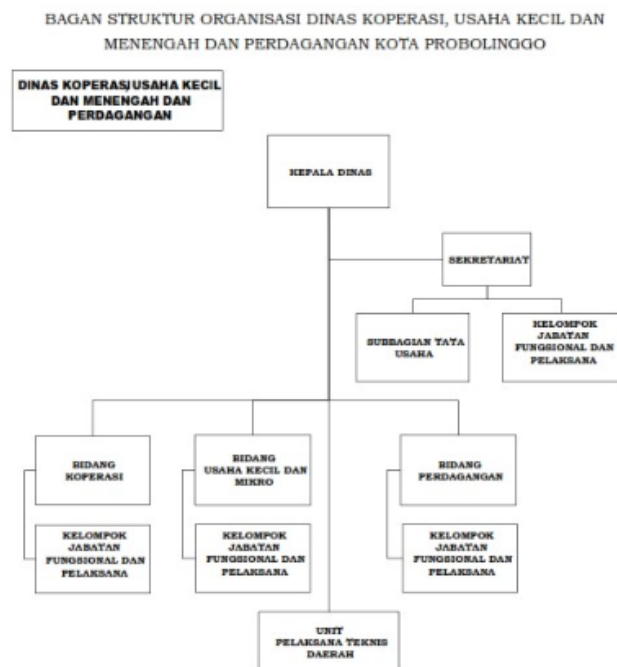 BAGAN STRUKTUR ORGANISASI DINAS KOPERASI, USAHA KECIL DAN
MENENGAH DAN PERDAGANGAN KOTA PROBOLINGGO
DINAS KOPERASI,USAHA KECIL
DAN MENENGAH DAN
PERDAGANGAN
KEPALA DINAS
SEKRETARIAT
SUBBAGIAN TATA
USAHA
KELOMPOK
JABATAN
FUNGSIONAL DAN
PELAKSANA
BIDANG
KOPERASI
BIDANG
USAHA KECIL DAN
MIKRO
BIDANG
PERDAGANGAN
KELOMPOK
JABATAN
FUNGSIONAL DAN
PELAKSANA
KELOMPOK
JABATAN
FUNGSIONAL DAN
PELAKSANA
KELOMPOK
JABATAN
FUNGSIONAL DAN
PELAKSANA
UNIT
PELAKSANA TEKNIS
DAERAH